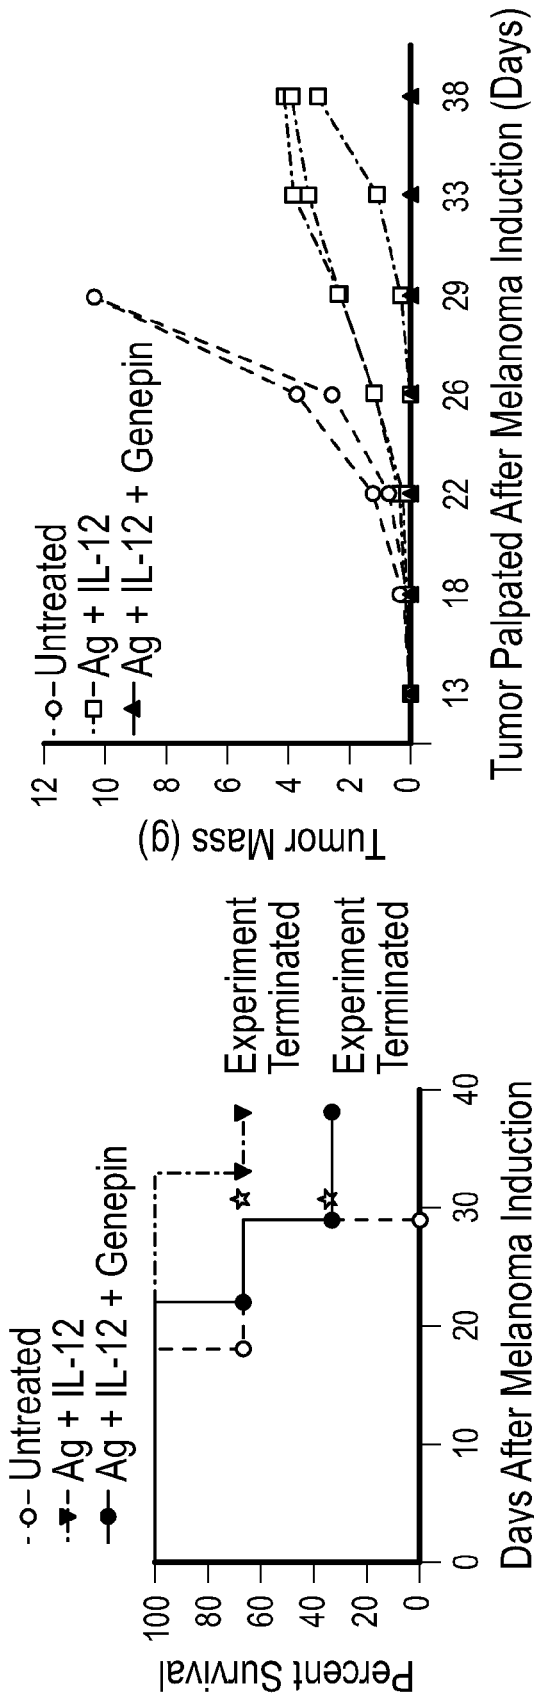 Untreated
Ag + IL-12
Ag + IL-12 + Genepin
Percent Survival
100
80
60
40
20
0
0
10
20
30
40
Days After Melanoma Induction
Experiment
Terminated
Experiment
Terminated
Untreated
Ag + IL-12
Ag + IL-12 + Genepin
Tumor Mass (g)
12
10
8
6
4
2
0
13
18
22
26
29
33
38
Tumor Palpated After Melanoma Induction (Days)